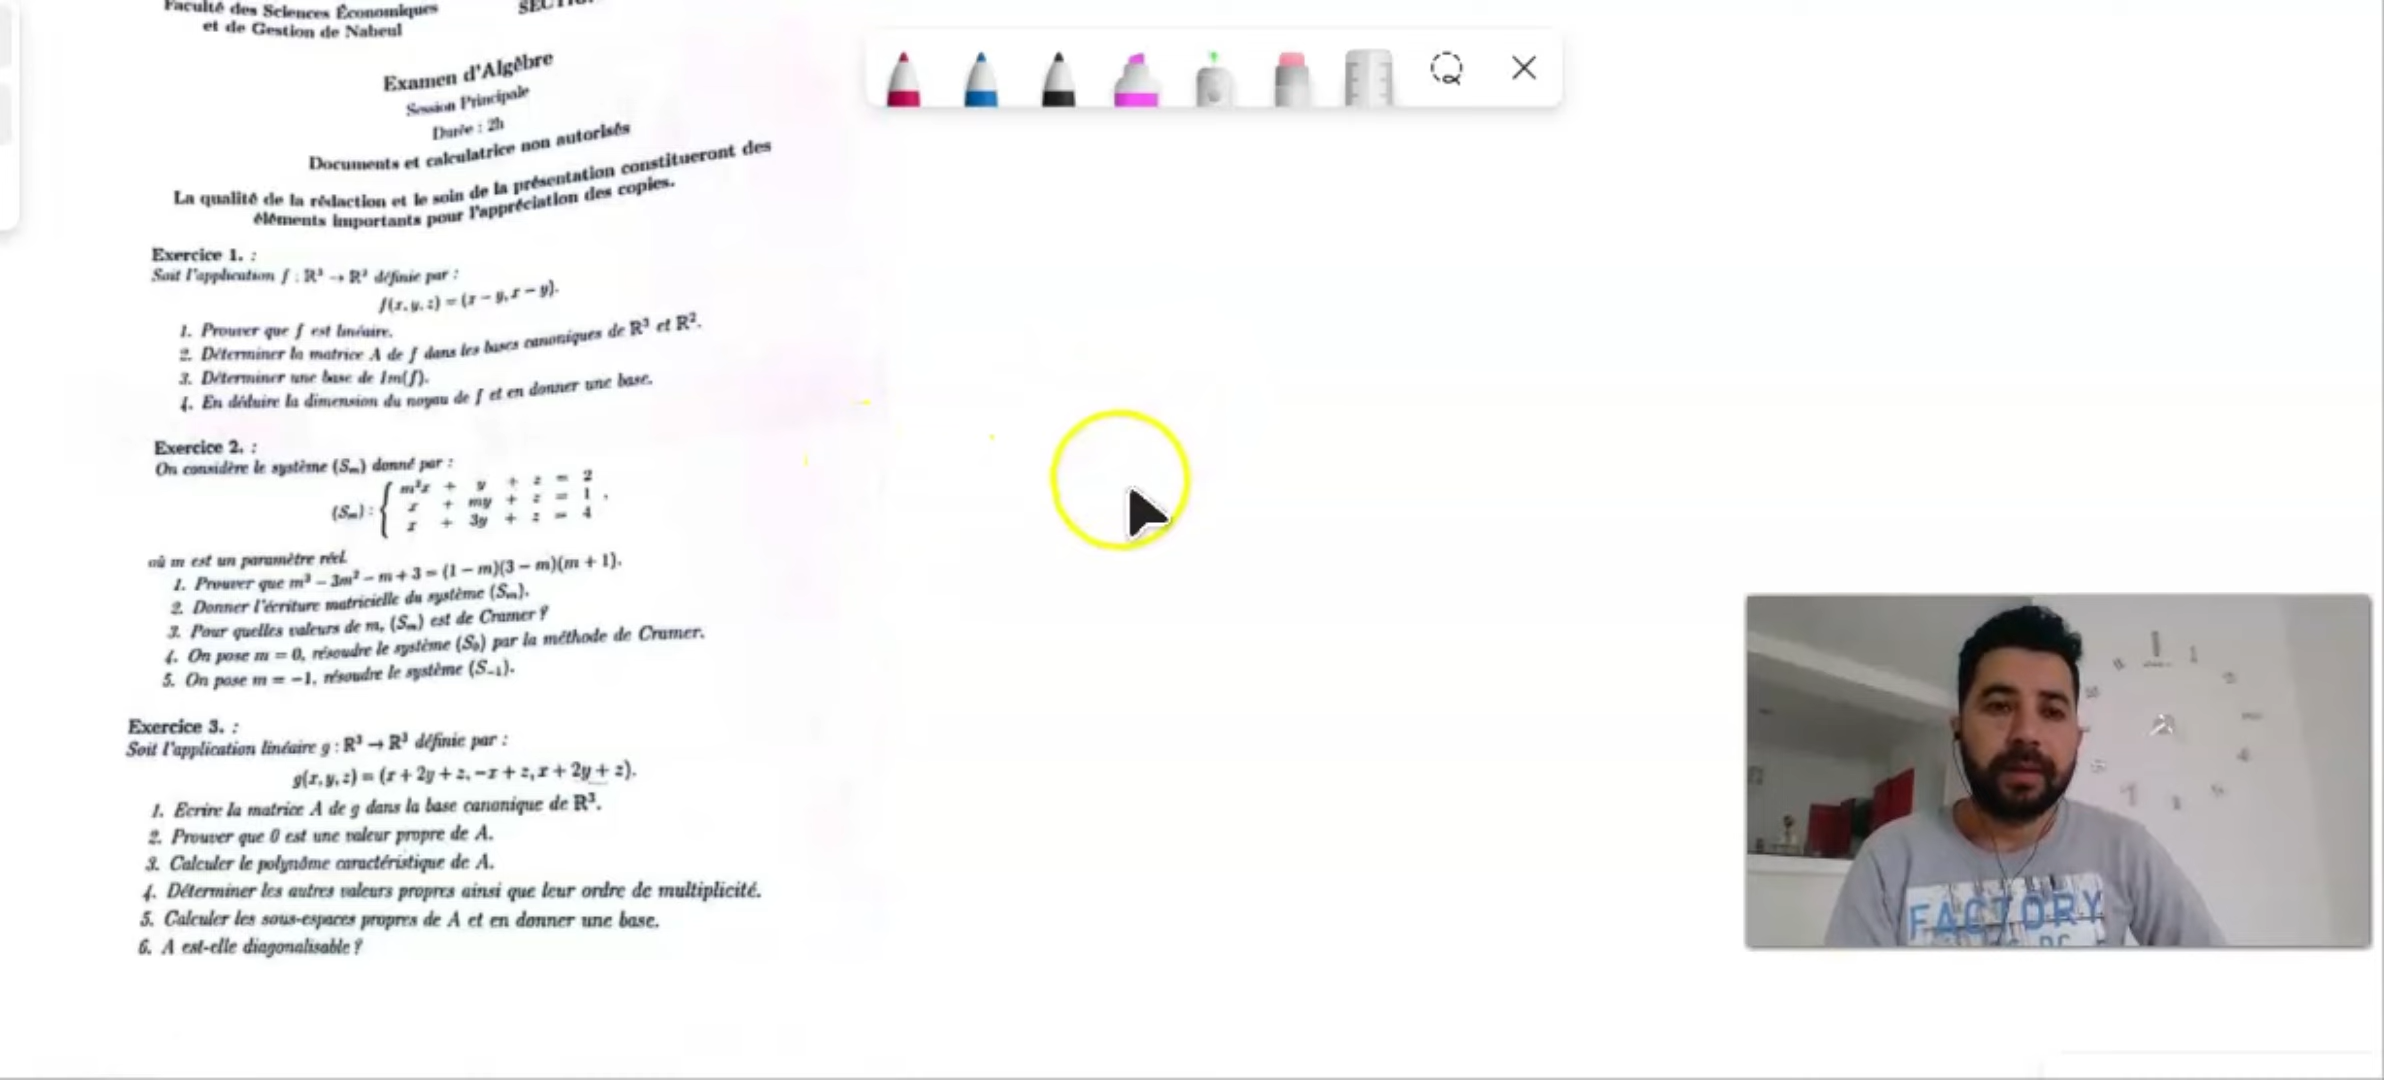 Faculté des Sciences Économiques
et de Gestion de Nabeul
Examen d'Algèbre
Session Principale
Durée : 2h
Documents et calculatrice non autorisés
La qualité de la rédaction et le soin de la présentation constitueront des
éléments importants pour l'appréciation des copies.
Exercice 1. :
Soit l'application f : ℝ³ → ℝ² définie par :
f(x, y, z) = (x − y, x − y).
1. Prouver que f est linéaire.
2. Déterminer la matrice A de f dans les bases canoniques de ℝ³ et ℝ².
3. Déterminer une base de Im(f).
4. En déduire la dimension du noyau de f et en donner une base.
Exercice 2. :
On considère le système (Sₘ) donné par :
m²x + y + z = 2
(Sₘ) : { x + my + z = 1 ,
x + 3y + z = 4
où m est un paramètre réel.
1. Prouver que m³ − 3m² − m + 3 = (1 − m)(3 − m)(m + 1).
2. Donner l'écriture matricielle du système (Sₘ).
3. Pour quelles valeurs de m, (Sₘ) est de Cramer ?
4. On pose m = 0, résoudre le système (S₀) par la méthode de Cramer.
5. On pose m = −1, résoudre le système (S₋₁).
Exercice 3. :
Soit l'application linéaire g : ℝ³ → ℝ³ définie par :
g(x, y, z) = (x + 2y + z, −x + z, x + 2y + z).
1. Ecrire la matrice A de g dans la base canonique de ℝ³.
2. Prouver que 0 est une valeur propre de A.
3. Calculer le polynôme caractéristique de A.
4. Déterminer les autres valeurs propres ainsi que leur ordre de multiplicité.
5. Calculer les sous-espaces propres de A et en donner une base.
6. A est-elle diagonalisable ?
FACTORY